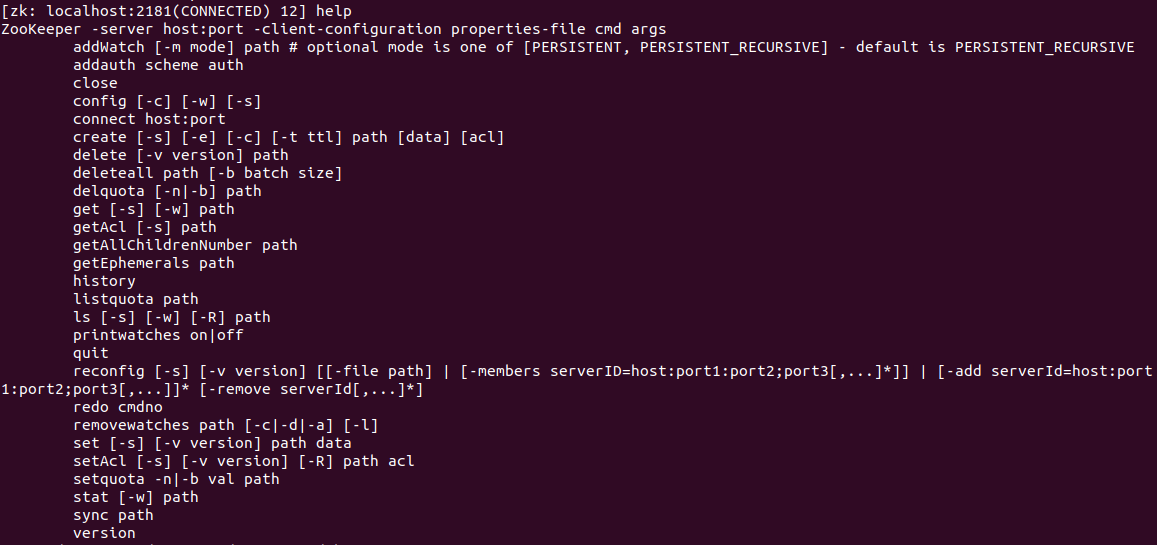 [zk: localhost:2181(CONNECTED) 12] help
ZooKeeper -server host:port -client-configuration properties-file cmd args
addWatch [-m mode] path # optional mode is one of [PERSISTENT, PERSISTENT_RECURSIVE] - default is PERSISTENT_RECURSIVE
addauth scheme auth
close
config [-c] [-w] [-s]
connect host:port
create [-s] [-e] [-c] [-t ttl] path [data] [acl]
delete [-v version] path
deleteall path [-b batch size]
delquota [-n|-b] path
get [-s] [-w] path
getAcl [-s] path
getAllChildrenNumber path
getEphemerals path
history
listquota path
ls [-s] [-w] [-R] path
printwatches on|off
quit
reconfig [-s] [-v version] [[-file path] | [-members serverID=host:port1:port2;port3[,...]*]] | [-add serverId=host:port
1:port2;port3[,...]]* [-remove serverId[,...]*]
redo cmdno
removewatches path [-c|-d|-a] [-l]
set [-s] [-v version] path data
setAcl [-s] [-v version] [-R] path acl
setquota -n|-b val path
stat [-w] path
sync path
version